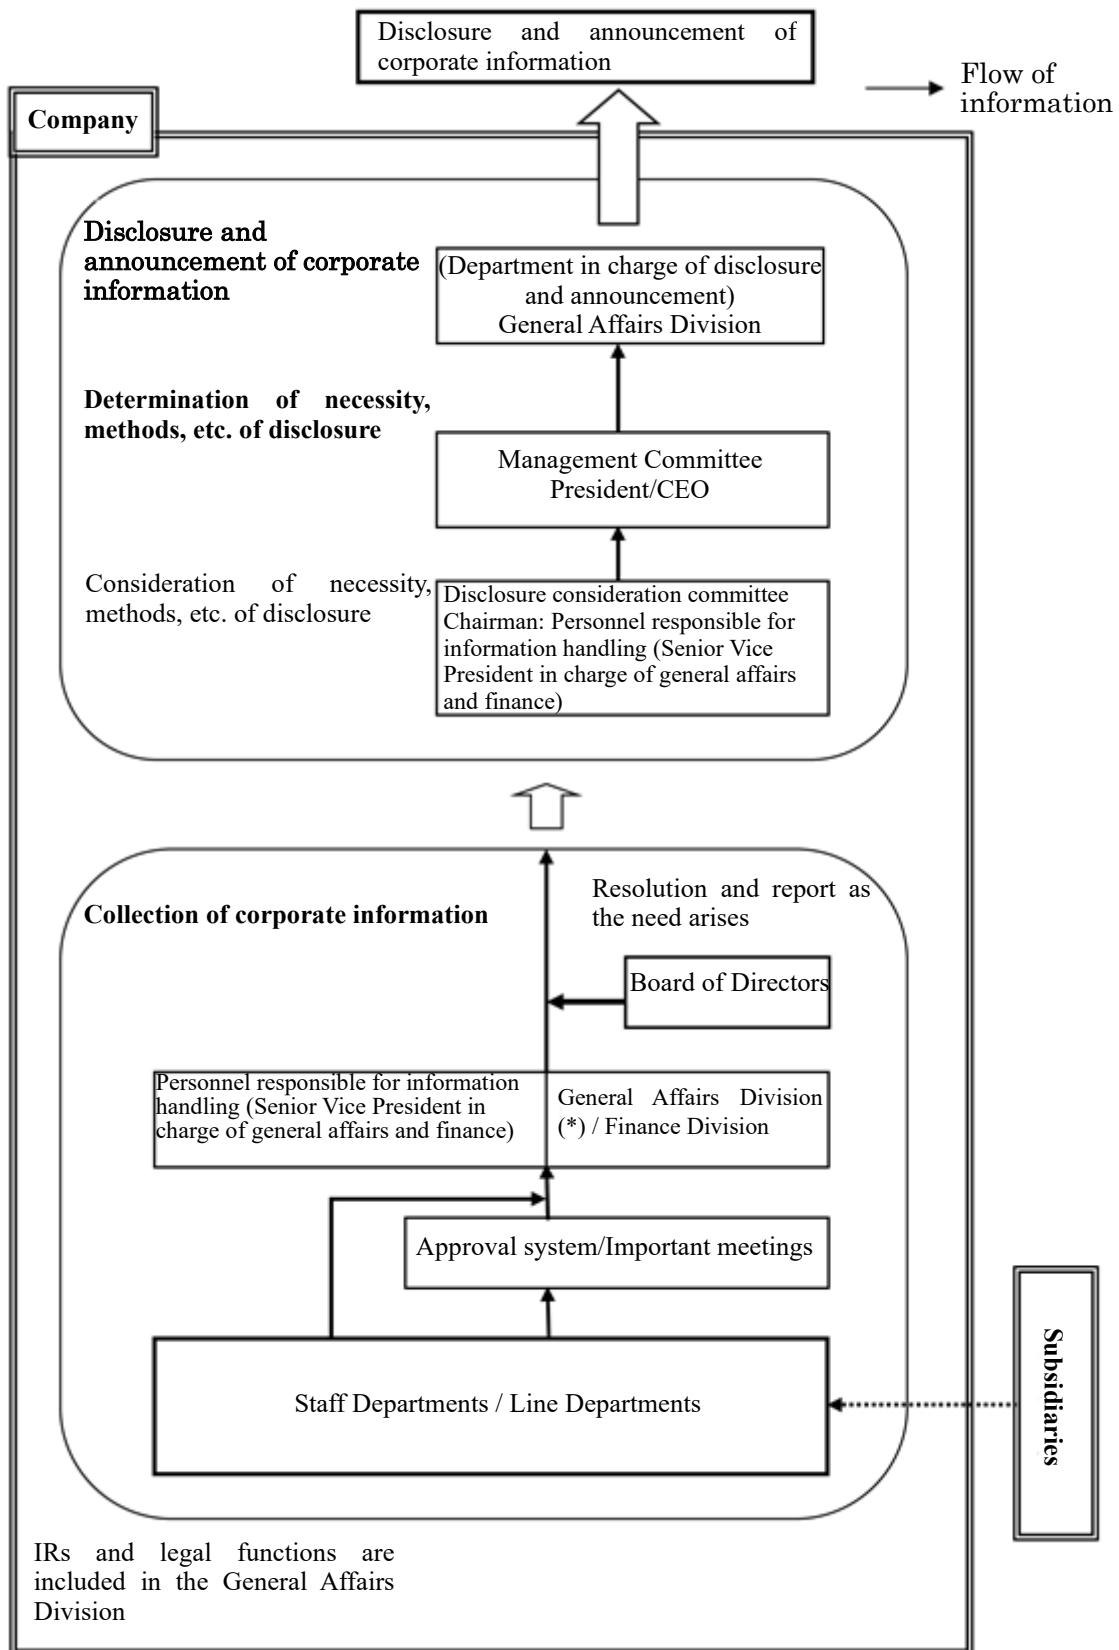 Disclosure and announcement of
corporate information
Flow of
information
Company
Disclosure and
announcement of corporate
information
(Department in charge of disclosure
and announcement)
General Affairs Division
Determination of necessity,
methods, etc. of disclosure
Management Committee
President/CEO
Consideration of necessity,
methods, etc. of disclosure
Disclosure consideration committee
Chairman: Personnel responsible for
information handling (Senior Vice
President in charge of general affairs
and finance)
Collection of corporate information
Resolution and report as
the need arises
Board of Directors
Personnel responsible for information
handling (Senior Vice President in
charge of general affairs and finance)
General Affairs Division
(*) / Finance Division
Approval system/Important meetings
Staff Departments / Line Departments
Subsidiaries
IRs and legal functions are
included in the General Affairs
Division